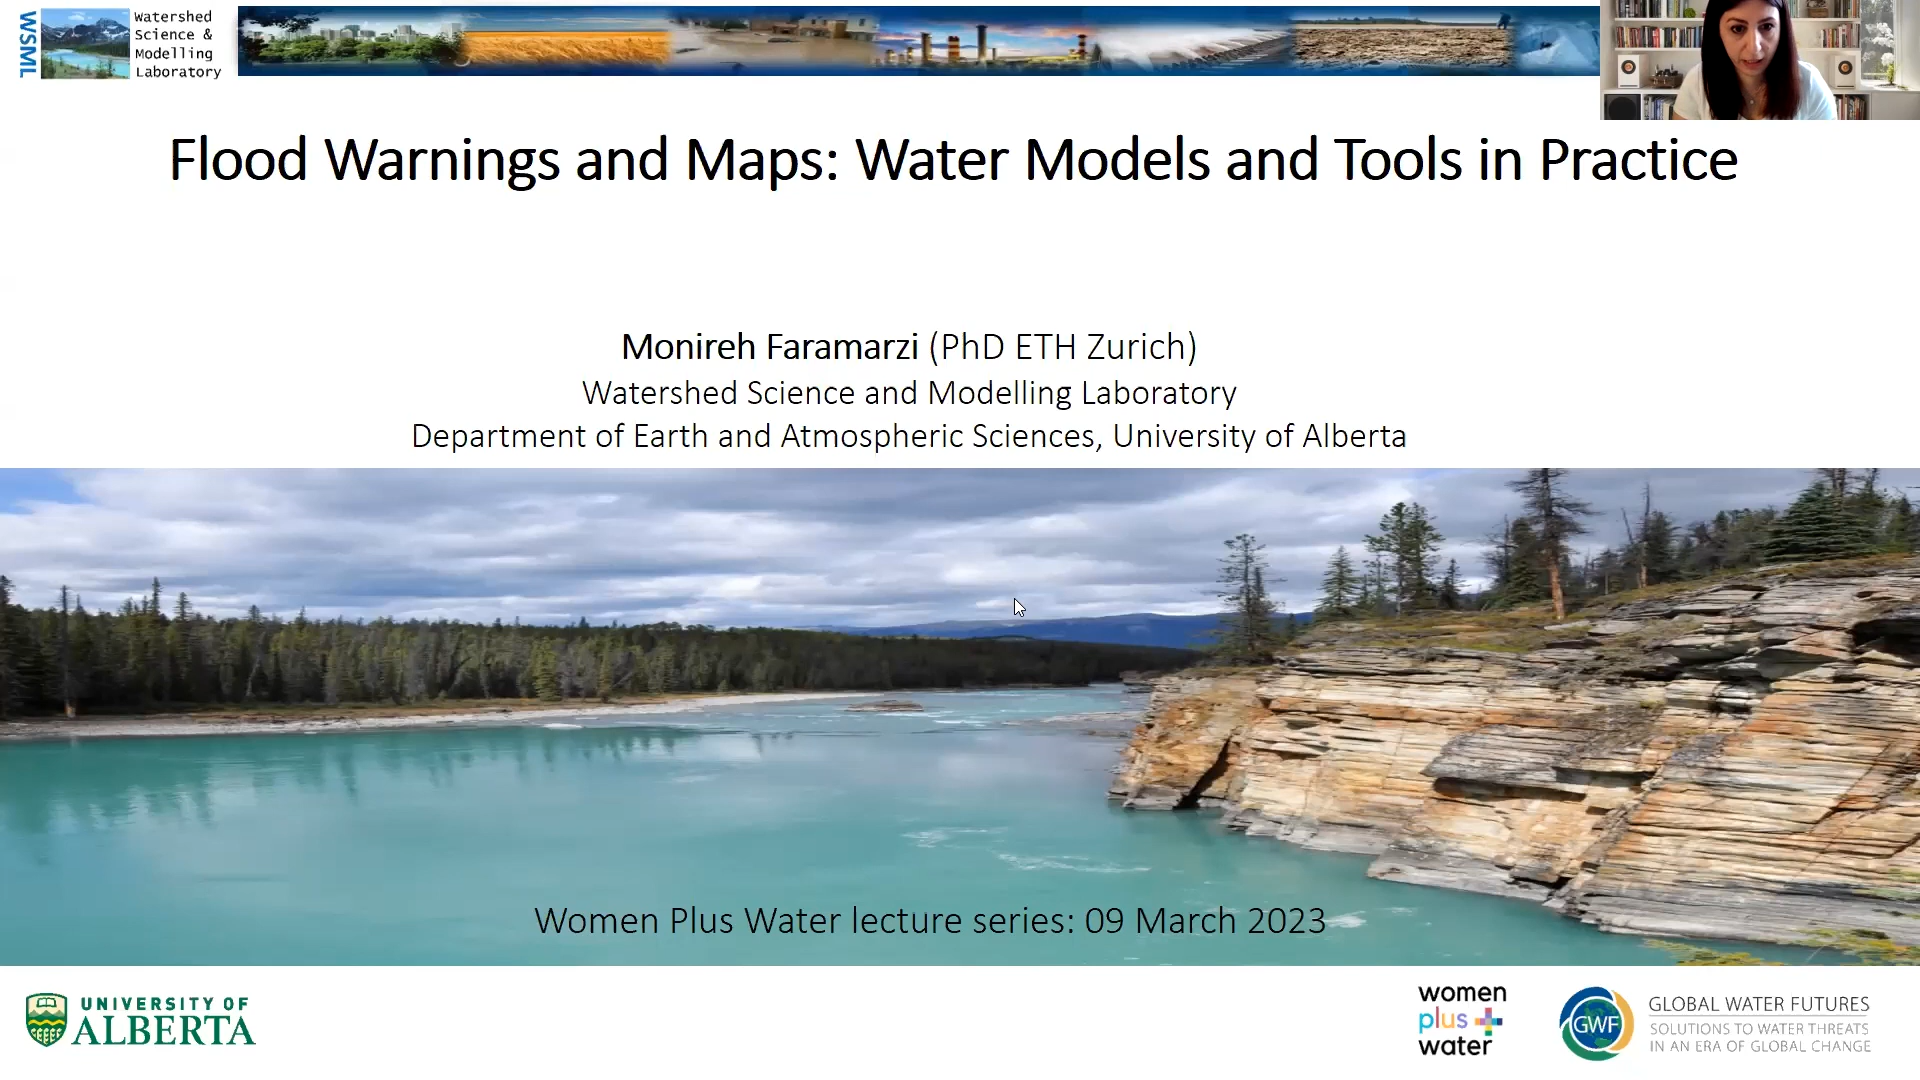 WSML
Watershed
Science &
Modelling
Laboratory
Flood Warnings and Maps: Water Models and Tools in Practice
Monireh Faramarzi (PhD ETH Zurich)
Watershed Science and Modelling Laboratory
Department of Earth and Atmospheric Sciences, University of Alberta
Women Plus Water lecture series: 09 March 2023
UNIVERSITY OF
ALBERTA
women
plus
water
GWF
GLOBAL WATER FUTURES
SOLUTIONS TO WATER THREATS
IN AN ERA OF GLOBAL CHANGE